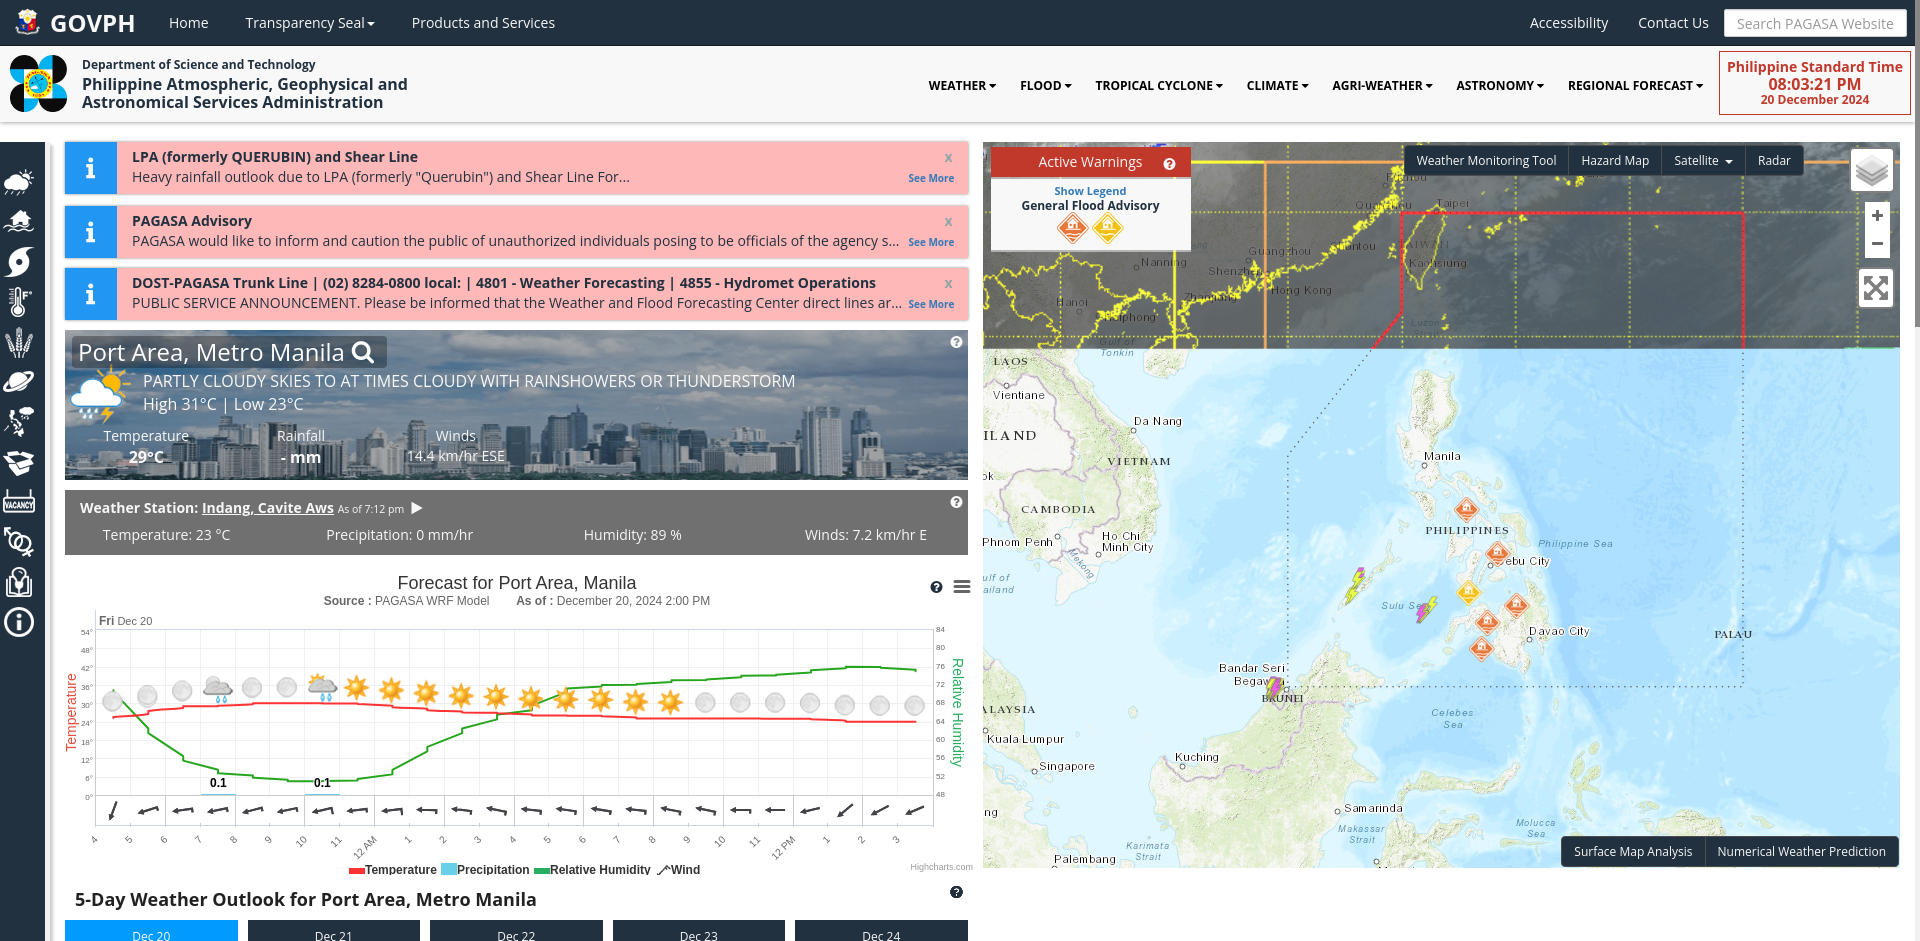 GOVPH
Home
Transparency Seal
Products and Services
Accessibility
Contact Us
Search PAGASA Website
Department of Science and Technology
Philippine Atmospheric, Geophysical and
Astronomical Services Administration
WEATHER
FLOOD
TROPICAL CYCLONE
CLIMATE
AGRI-WEATHER
ASTRONOMY
REGIONAL FORECAST
Philippine Standard Time
08:03:21 PM
20 December 2024
VACANCY
LPA (formerly QUERUBIN) and Shear Line
x
Heavy rainfall outlook due to LPA (formerly "Querubin") and Shear Line For...
See More
PAGASA Advisory
x
PAGASA would like to inform and caution the public of unauthorized individuals posing to be officials of the agency s...
See More
DOST-PAGASA Trunk Line | (02) 8284-0800 local: | 4801 - Weather Forecasting | 4855 - Hydromet Operations
x
PUBLIC SERVICE ANNOUNCEMENT. Please be informed that the Weather and Flood Forecasting Center direct lines ar...
See More
Port Area, Metro Manila
PARTLY CLOUDY SKIES TO AT TIMES CLOUDY WITH RAINSHOWERS OR THUNDERSTORM
High 31°C | Low 23°C
Temperature
29°C
Rainfall
- mm
Winds
14.4 km/hr ESE
Weather Station: Indang, Cavite Aws As of 7:12 pm
Temperature: 23 °C
Precipitation: 0 mm/hr
Humidity: 89 %
Winds: 7.2 km/hr E
Forecast for Port Area, Manila
Source : PAGASA WRF Model As of : December 20, 2024 2:00 PM
Fri Dec 20
Temperature
54°
48°
42°
36°
30°
24°
18°
12°
6°
0°
84
80
76
72
68
64
60
56
52
48
Relative Humidity
0.1
0.1
4
5
6
7
8
9
10
11
12 AM
1
2
3
4
5
6
7
8
9
10
11
12 PM
1
2
3
Temperature
Precipitation
Relative Humidity
Wind
Highcharts.com
5-Day Weather Outlook for Port Area, Metro Manila
Dec 20
Dec 21
Dec 22
Dec 23
Dec 24
Active Warnings
Show Legend
General Flood Advisory
Weather Monitoring Tool
Hazard Map
Satellite
Radar
+
−
Taipei
Guangzhou
Nanning
Kaohsiung
Hong Kong
Hanoi
Gulf of
Tonkin
LAOS
Vientiane
Da Nang
ILAND
VIETNAM
ok
CAMBODIA
Phnom Penh
Ho Chi
Minh City
Mekong
ulf of
ailand
Manila
PHILIPPINES
Philippine Sea
ebu City
Sulu Se
Davao City
PALAU
Bandar Seri
Begaw
BRUNEI
ALAYSIA
Kuala Lumpur
Singapore
Kuching
Celebes
Sea
ng
Samarinda
Makassar
Strait
Molucca
Sea
Karimata
Strait
Palembang
Surface Map Analysis
Numerical Weather Prediction